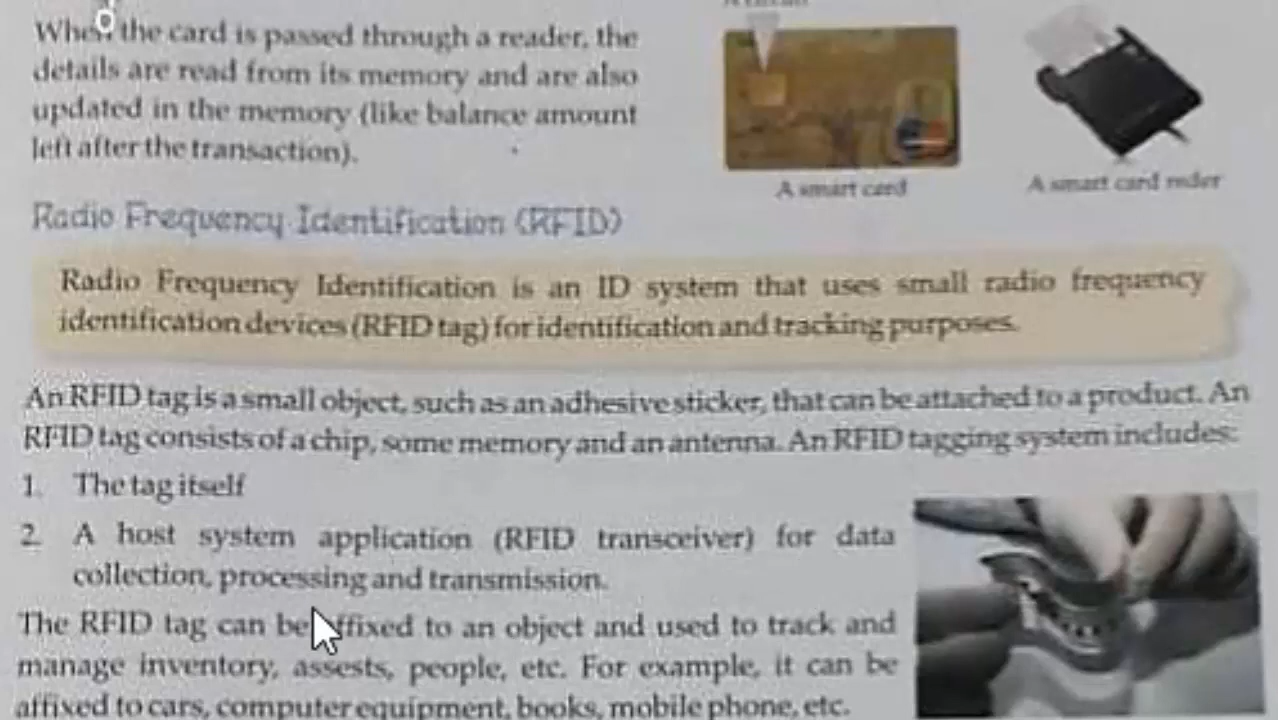 When the card is passed through a reader, the
details are read from its memory and are also
updated in the memory (like balance amount
left after the transaction).
A smart card
A smart card reder
Radio Frequency Identification (RFID)
Radio Frequency Identification is an ID system that uses small radio frequency
identification devices (RFID tag) for identification and tracking purposes.
An RFID tag is a small object, such as an adhesive sticker, that can be attached to a product. An
RFID tag consists of a chip, some memory and an antenna. An RFID tagging system includes:
1. The tag itself
2. A host system application (RFID transceiver) for data
collection, processing and transmission.
The RFID tag can be affixed to an object and used to track and
manage inventory, assests, people, etc. For example, it can be
affixed to cars, computer equipment, books, mobile phone, etc.